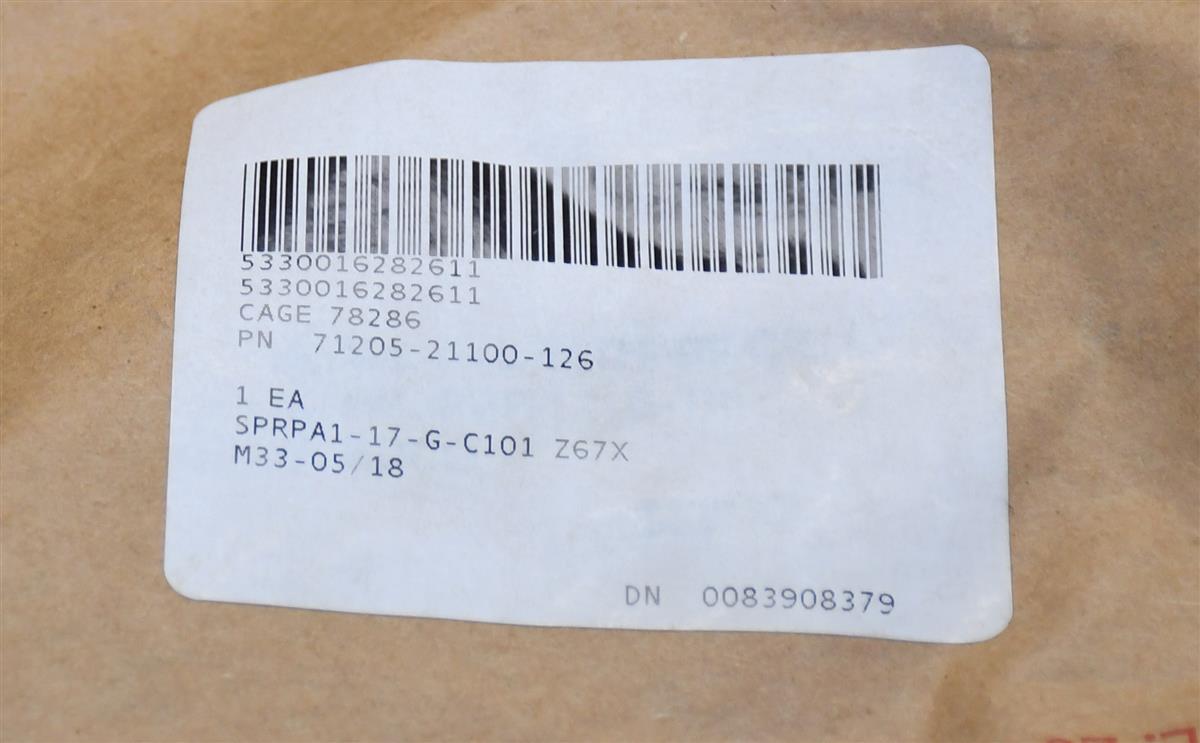 5330016282611
5330016282611
CAGE 78286
PN 71205-21100-126
1 EA
SPRPA1-17-G-C101 Z67X
M33-05/18
DN 0083908379